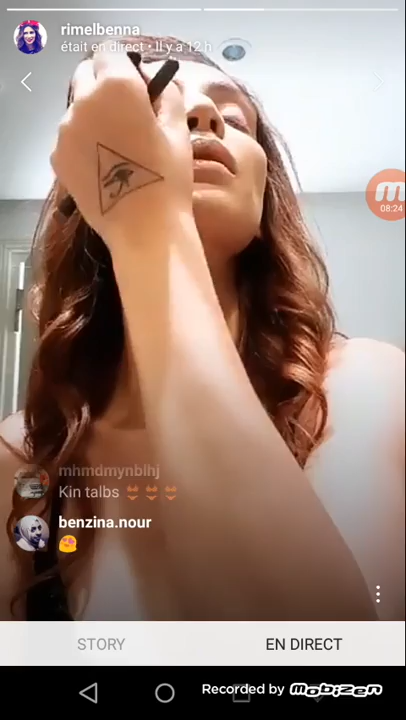 rimelbenna
était en direct • Il y a 12 h
08:24
mhmdmynblhj
Kin talbs 👙 👙 👙
benzina.nour
😍
STORY
EN DIRECT
Recorded by mobizen